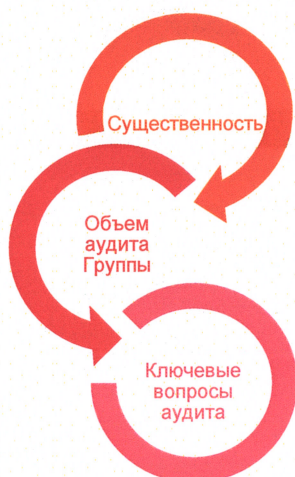 Существенность
Объем
аудита
Группы
Ключевые
вопросы
аудита